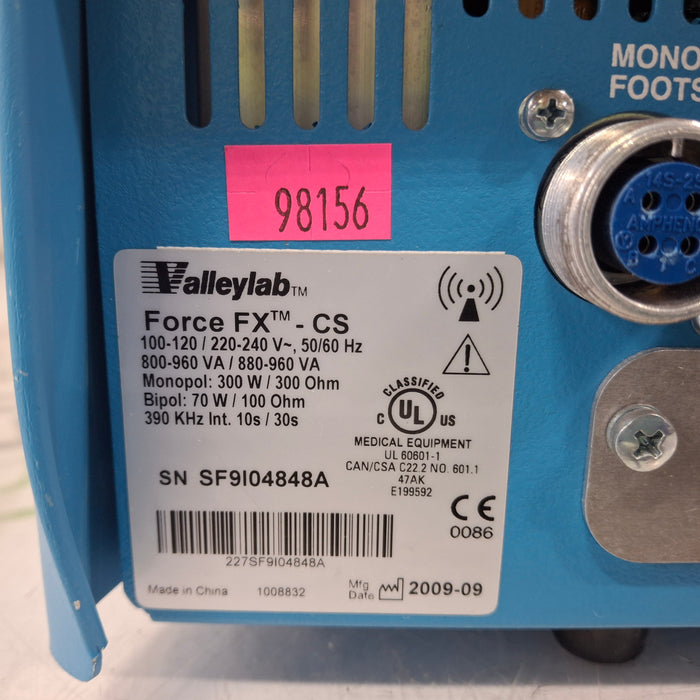 MONO
FOOTS
98156
14S-2S
A
AMPHENO
B
Valleylab™
Force FX™ - CS
100-120 / 220-240 V~, 50/60 Hz
800-960 VA / 880-960 VA
Monopol: 300 W / 300 Ohm
Bipol: 70 W / 100 Ohm
390 KHz Int. 10s / 30s
CLASSIFIED
C UL US
MEDICAL EQUIPMENT
UL 60601-1
CAN/CSA C22.2 NO. 601.1
47AK
E199592
SN SF9I04848A
CE
0086
227SF9I04848A
Made in China 1008832 Mfg Date 2009-09